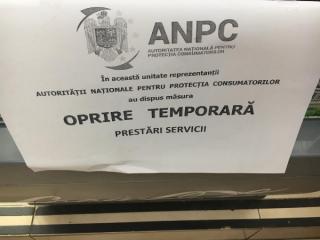 ANPC
AUTORITATEA NAȚIONALĂ PENTRU
PROTECȚIA CONSUMATORILOR
În această unitate reprezentanții
AUTORITĂȚII NAȚIONALE PENTRU PROTECȚIA CONSUMATORILOR
au dispus măsura
OPRIRE TEMPORARĂ
PRESTĂRI SERVICII